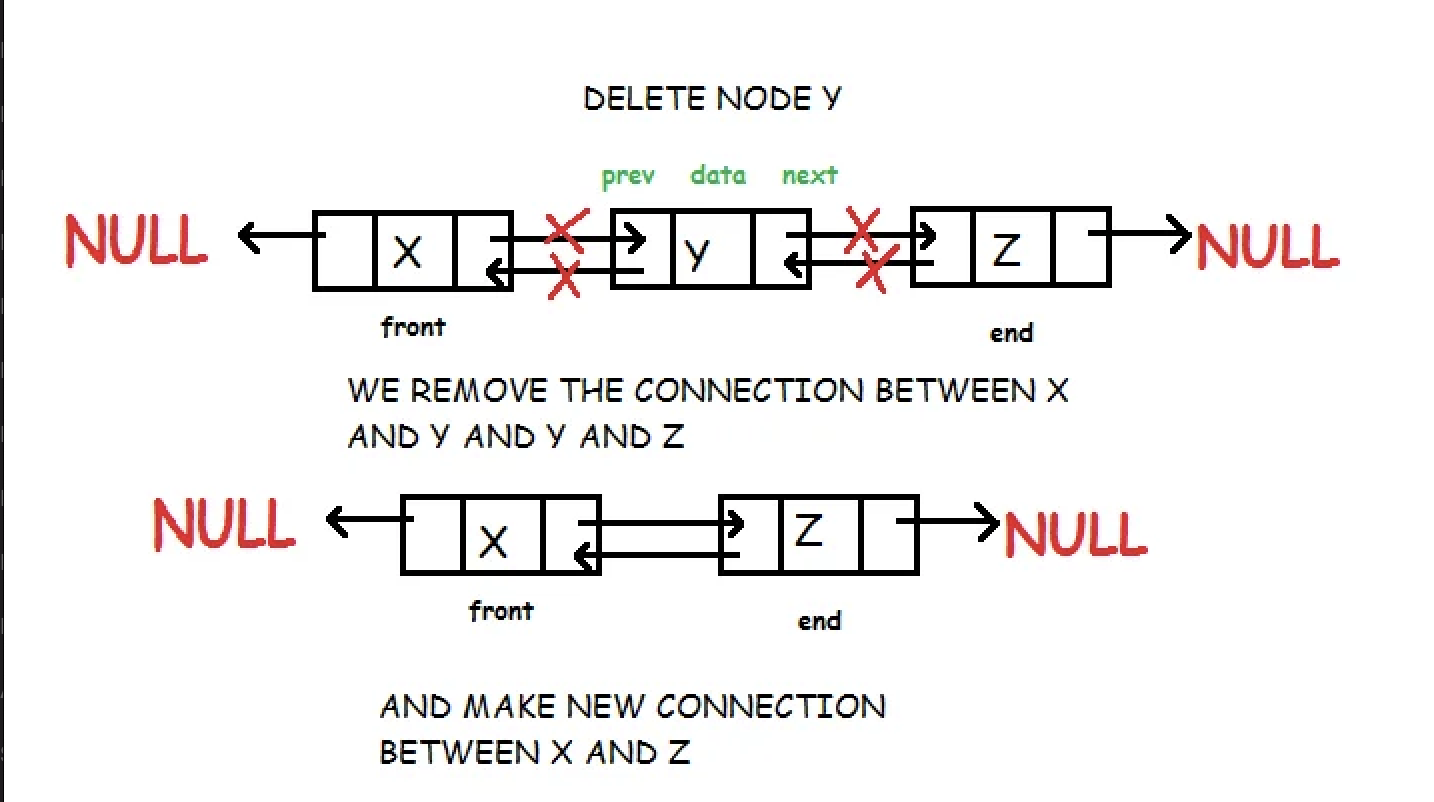 DELETE NODE Y
prev data next
NULL X Y Z NULL
front end
WE REMOVE THE CONNECTION BETWEEN X
AND Y AND Y AND Z
NULL X Z NULL
front end
AND MAKE NEW CONNECTION
BETWEEN X AND Z